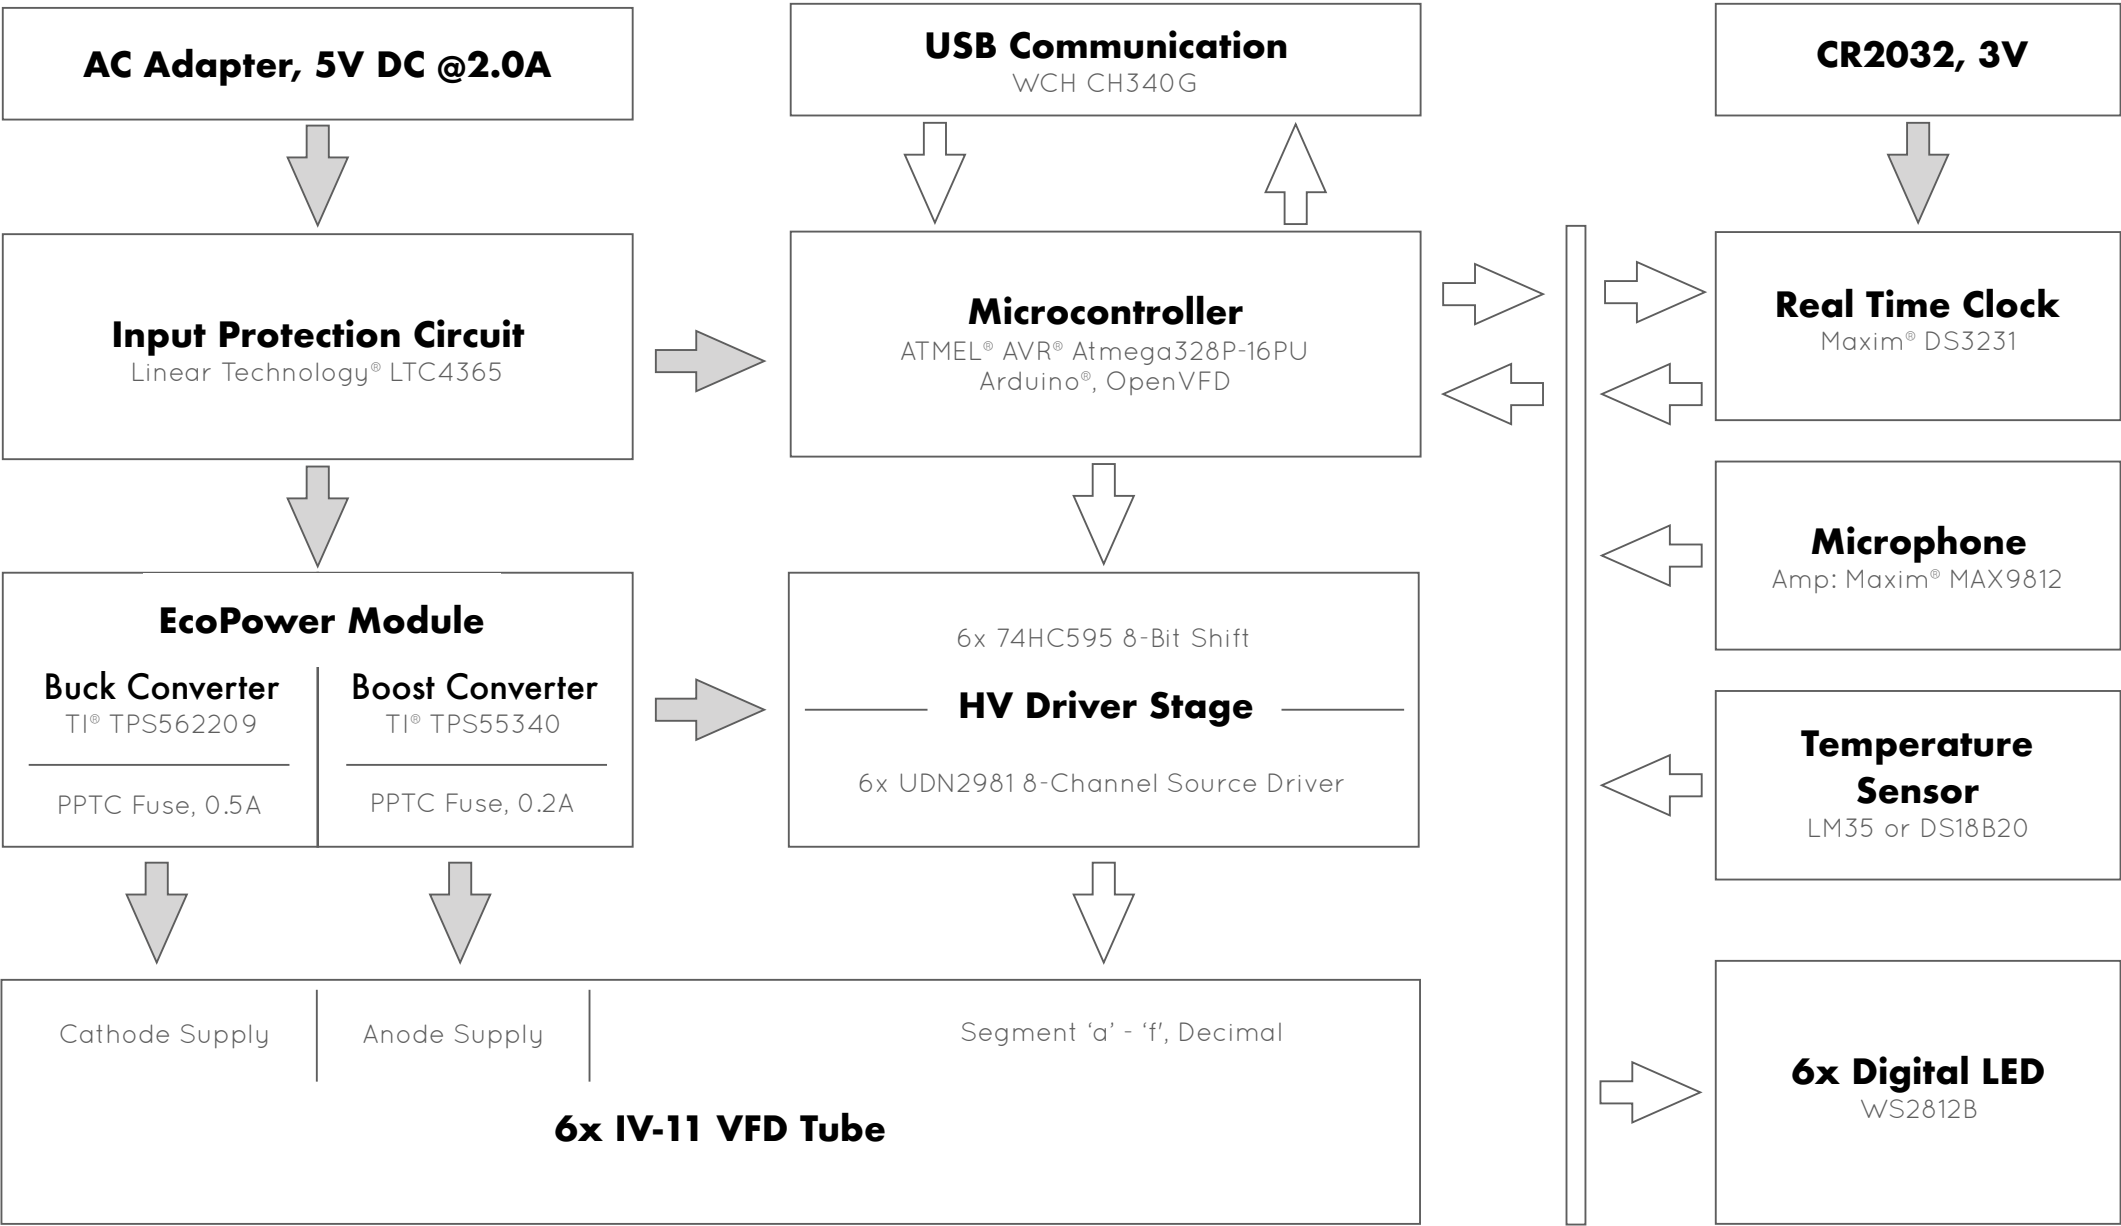 AC Adapter, 5V DC @2.0A
USB Communication
WCH CH340G
CR2032, 3V
Input Protection Circuit
Linear Technology® LTC4365
Microcontroller
ATMEL® AVR® Atmega328P-16PU
Arduino®, OpenVFD
Real Time Clock
Maxim® DS3231
Microphone
Amp: Maxim® MAX9812
EcoPower Module
Buck Converter
TI® TPS562209
PPTC Fuse, 0.5A
Boost Converter
TI® TPS55340
PPTC Fuse, 0.2A
6x 74HC595 8-Bit Shift
HV Driver Stage
6x UDN2981 8-Channel Source Driver
Temperature
Sensor
LM35 or DS18B20
Cathode Supply
Anode Supply
Segment ‘a’ - ‘f', Decimal
6x IV-11 VFD Tube
6x Digital LED
WS2812B